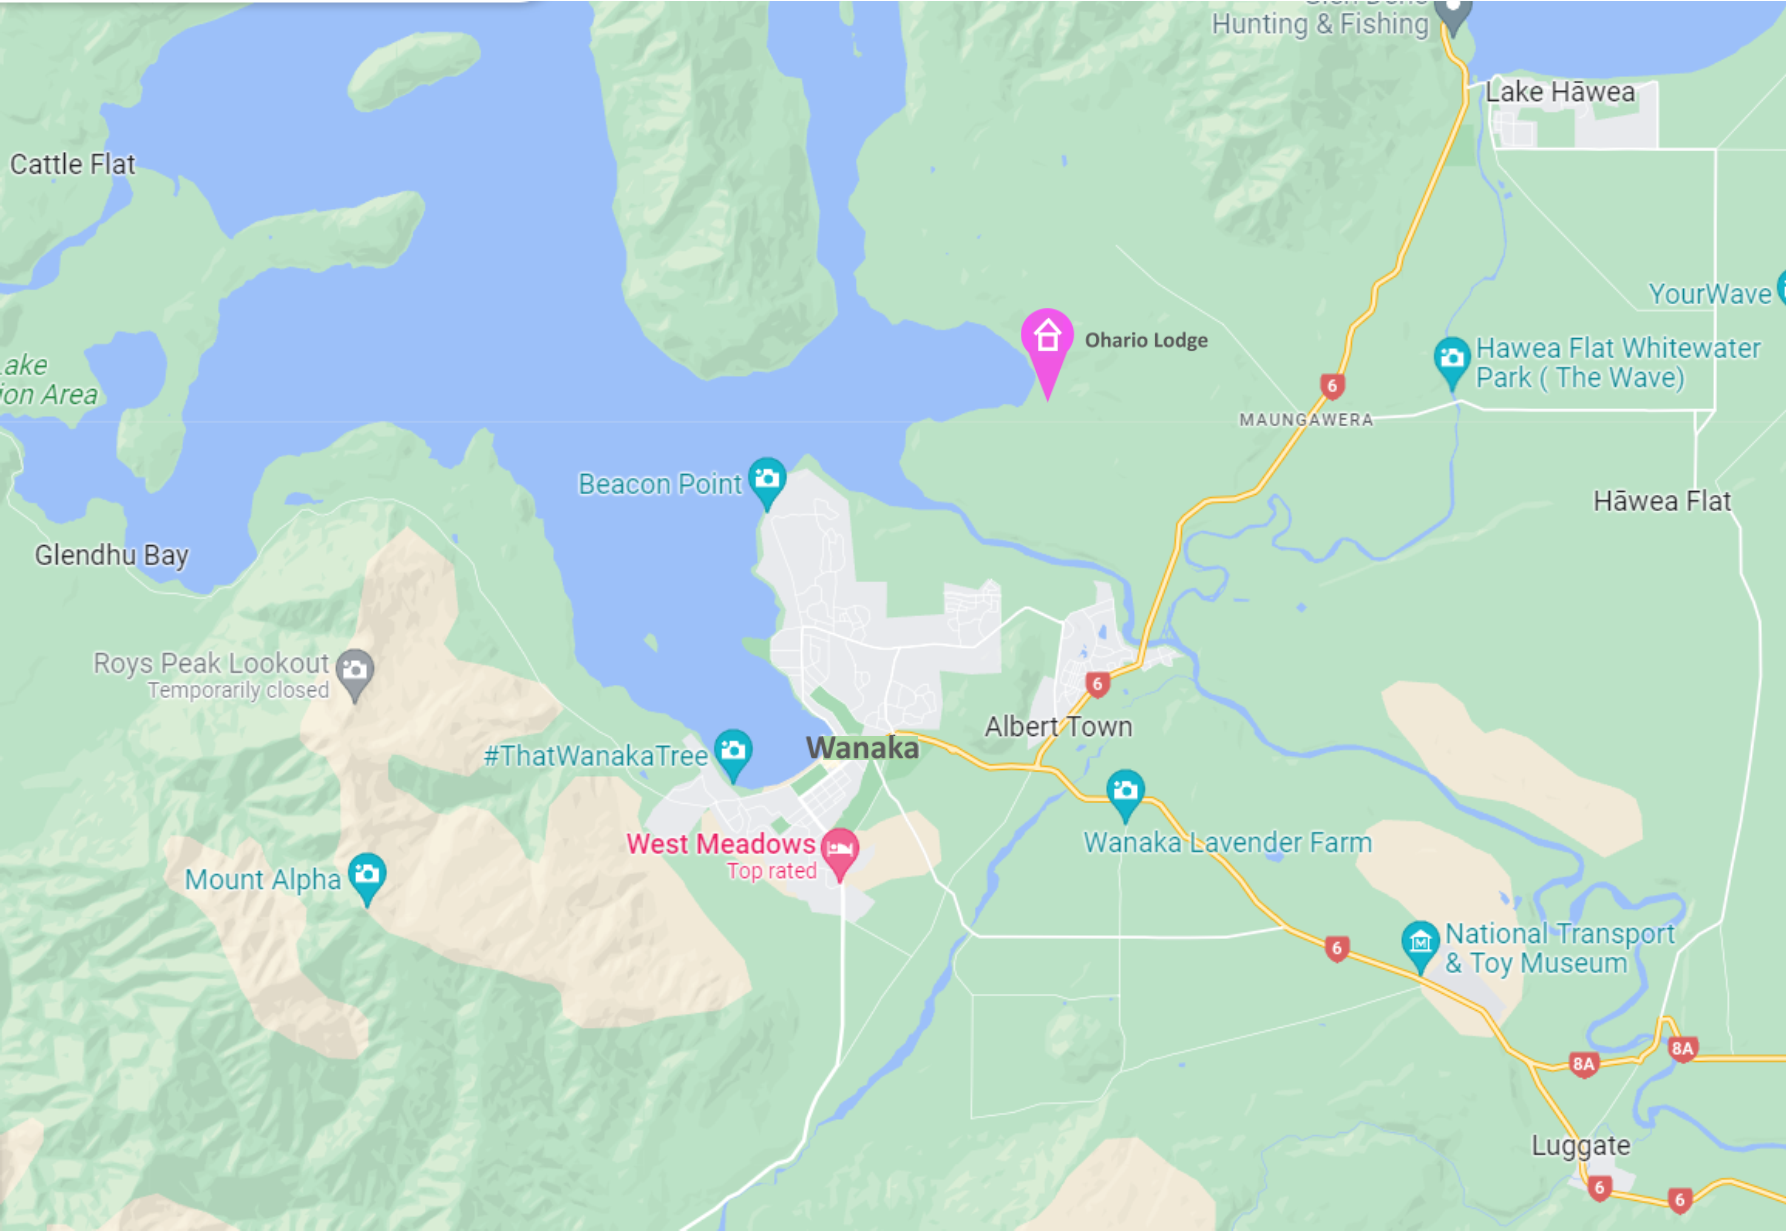 Hunting & Fishing
Lake Hāwea
Cattle Flat
YourWave
Ohario Lodge
Hawea Flat Whitewater
Park ( The Wave)
6
ake
ion Area
MAUNGAWERA
Beacon Point
Hāwea Flat
Glendhu Bay
Roys Peak Lookout
Temporarily closed
6
Albert Town
#ThatWanakaTree
Wanaka
Wanaka Lavender Farm
West Meadows
Top rated
Mount Alpha
National Transport
& Toy Museum
6
8A
8A
Luggate
6
6